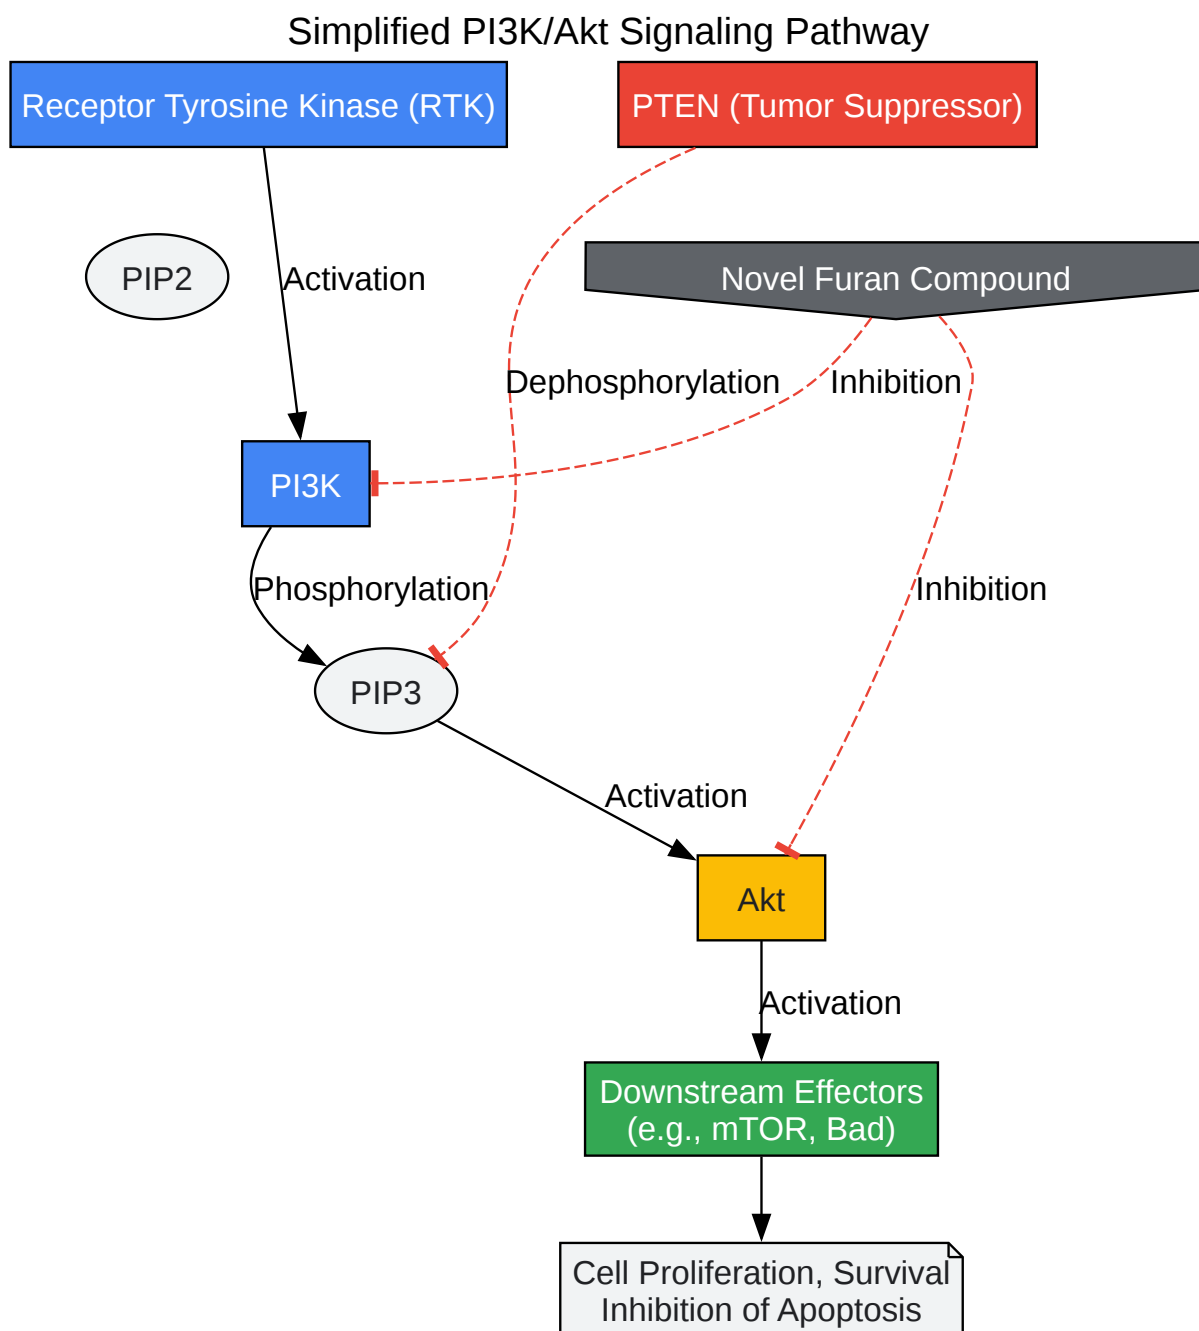 Simplified PI3K/Akt Signaling Pathway
Receptor Tyrosine Kinase (RTK)
PTEN (Tumor Suppressor)
PIP2
Activation
Novel Furan Compound
Dephosphorylation
Inhibition
PI3K
Phosphorylation
Inhibition
PIP3
Activation
Akt
Activation
Downstream Effectors
(e.g., mTOR, Bad)
Cell Proliferation, Survival
Inhibition of Apoptosis